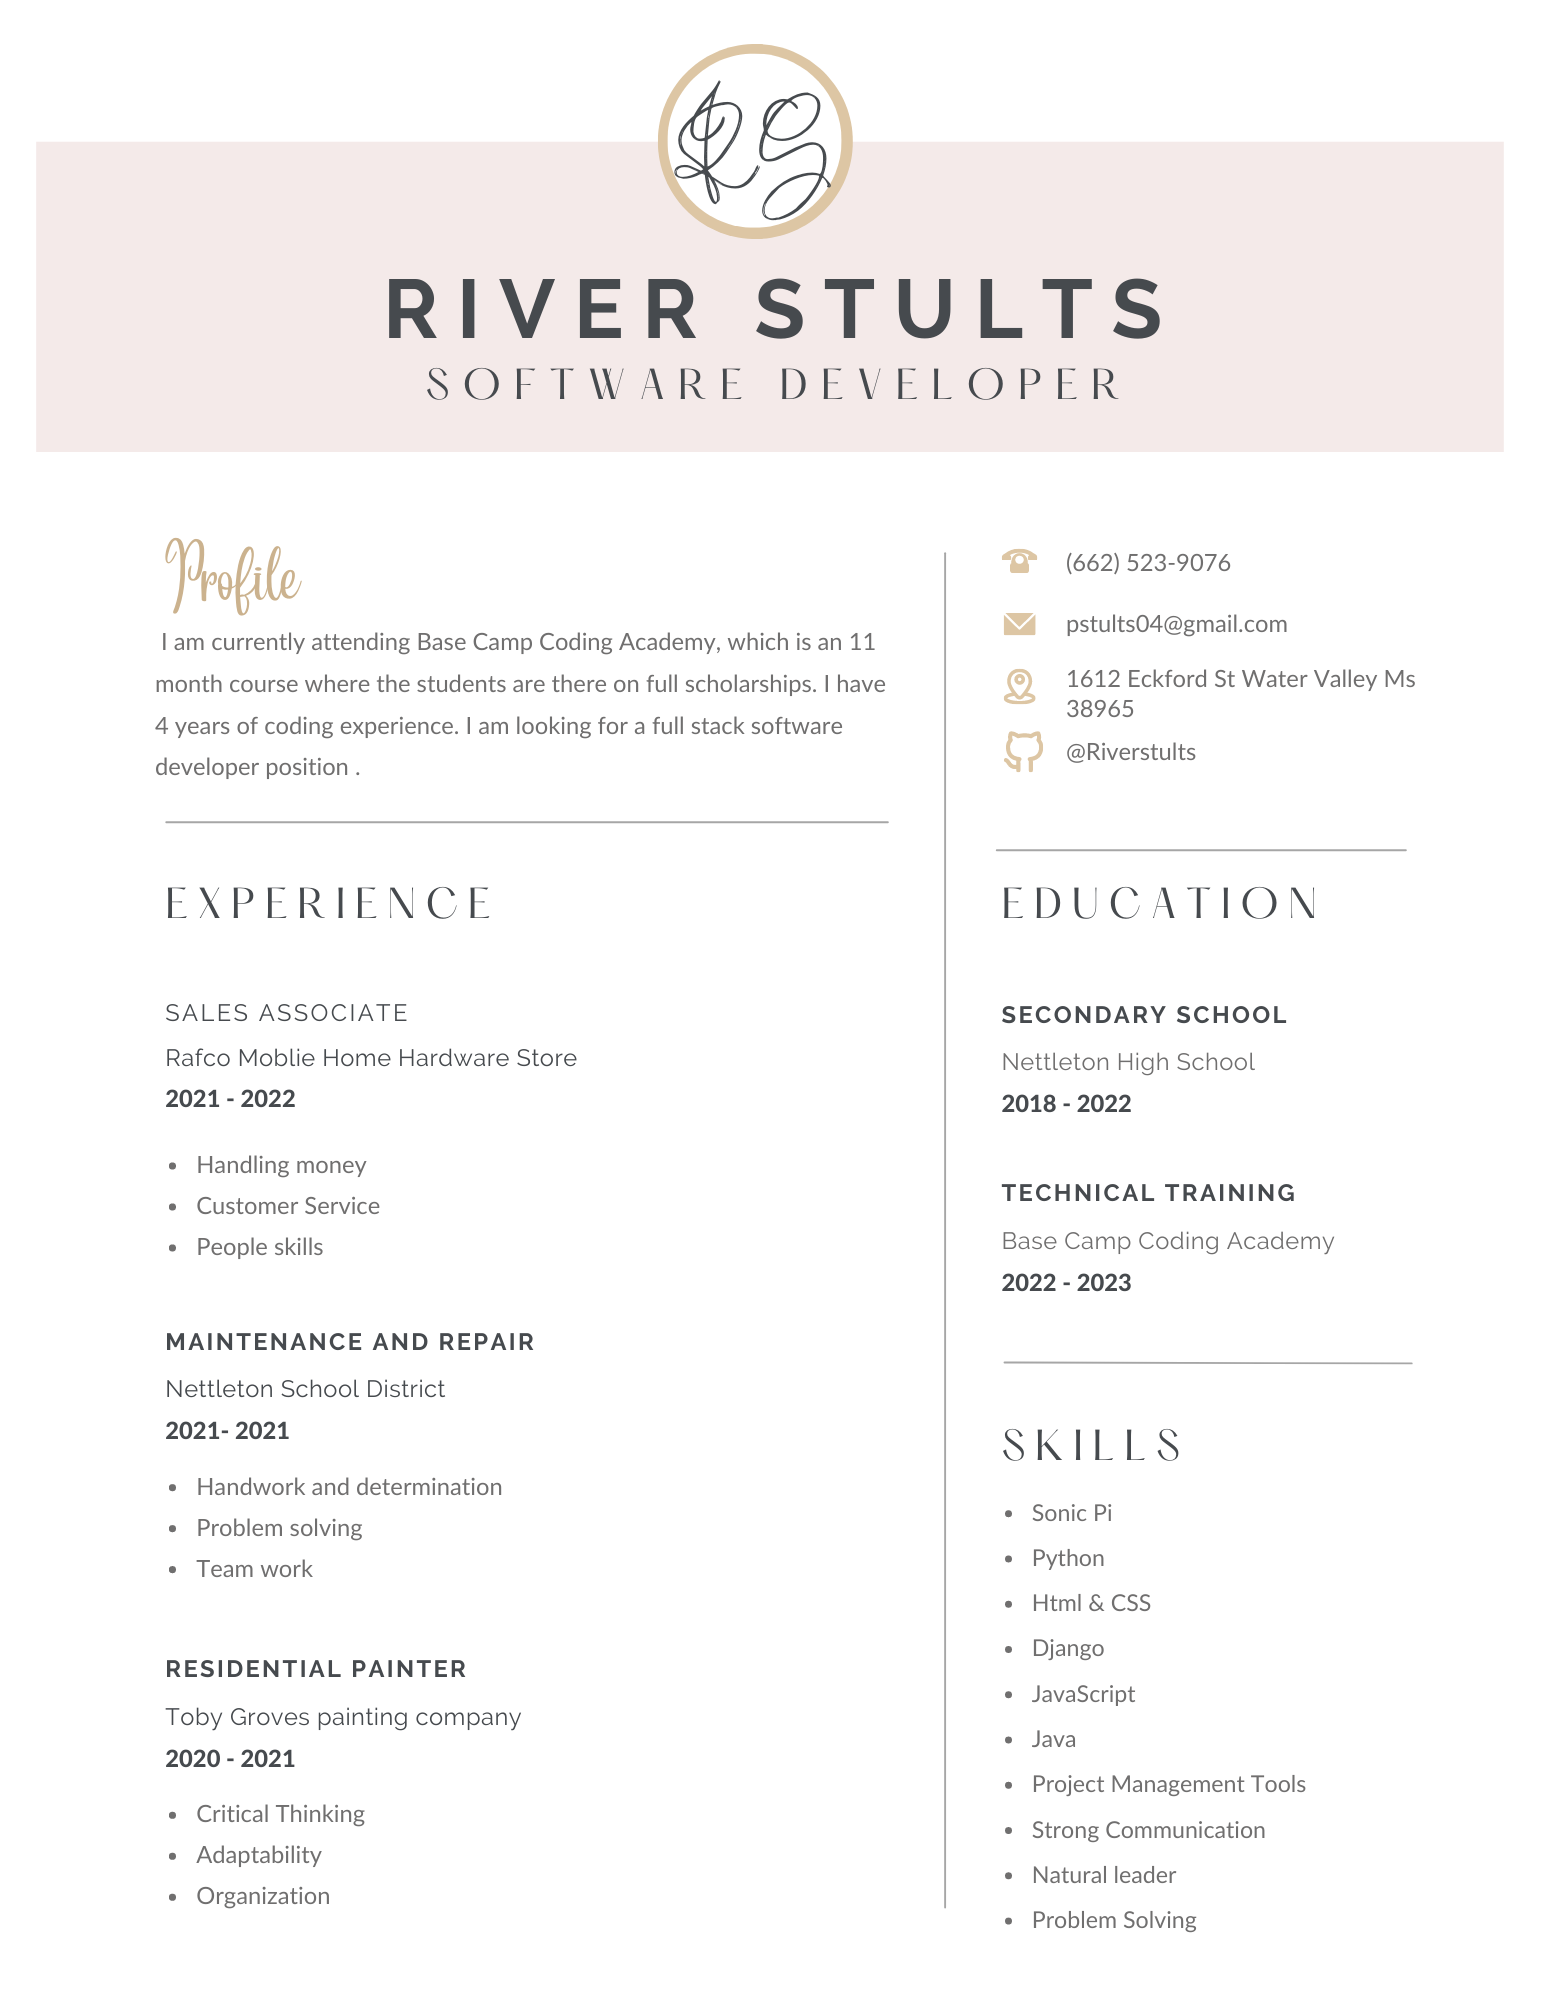 RS
RIVER STULTS
SOFTWARE DEVELOPER
Profile
I am currently attending Base Camp Coding Academy, which is an 11
month course where the students are there on full scholarships. I have
4 years of coding experience. I am looking for a full stack software
developer position .
(662) 523-9076
pstults04@gmail.com
1612 Eckford St Water Valley Ms
38965
@Riverstults
EXPERIENCE
SALES ASSOCIATE
Rafco Moblie Home Hardware Store
2021 - 2022
• Handling money
• Customer Service
• People skills
MAINTENANCE AND REPAIR
Nettleton School District
2021- 2021
• Handwork and determination
• Problem solving
• Team work
RESIDENTIAL PAINTER
Toby Groves painting company
2020 - 2021
• Critical Thinking
• Adaptability
• Organization
EDUCATION
SECONDARY SCHOOL
Nettleton High School
2018 - 2022
TECHNICAL TRAINING
Base Camp Coding Academy
2022 - 2023
SKILLS
• Sonic Pi
• Python
• Html & CSS
• Django
• JavaScript
• Java
• Project Management Tools
• Strong Communication
• Natural leader
• Problem Solving